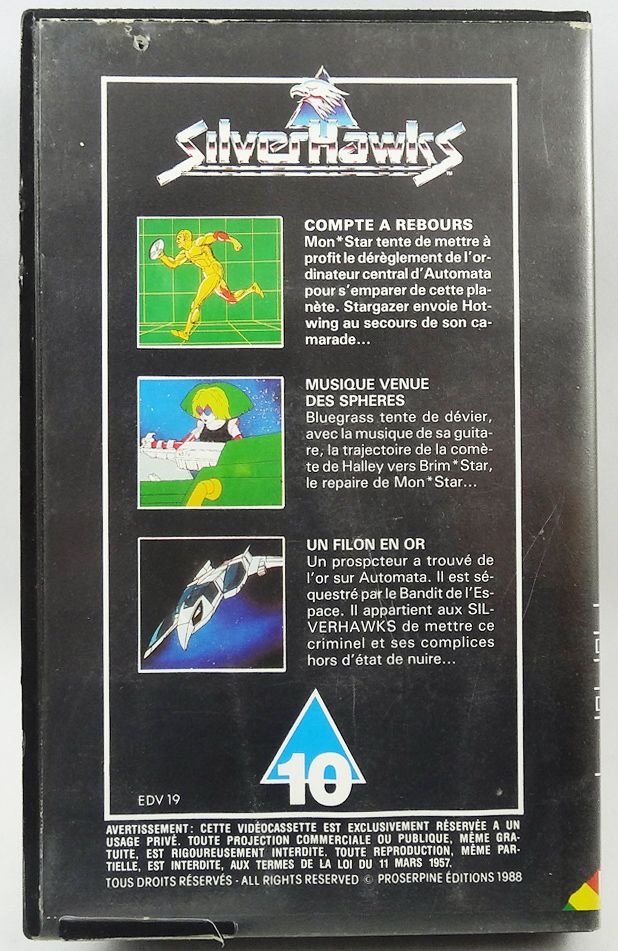 SilverHawks™
COMPTE A REBOURS
Mon*Star tente de mettre à
profit le dérèglement de l'or-
dinateur central d'Automata
pour s'emparer de cette pla-
nète. Stargazer envoie Hot-
wing au secours de son ca-
marade...
MUSIQUE VENUE
DES SPHERES
Bluegrass tente de dévier,
avec la musique de sa guita-
re, la trajectoire de la comè-
te de Halley vers Brim*Star,
le repaire de Mon*Star...
UN FILON EN OR
Un prospcteur a trouvé de
l'or sur Automata. Il est sé-
questré par le Bandit de l'Es-
pace. Il appartient aux SIL-
VERHAWKS de mettre ce
criminel et ses complices
hors d'état de nuire...
10
EDV 19
AVERTISSEMENT: CETTE VIDÉOCASSETTE EST EXCLUSIVEMENT RÉSERVÉE A UN
USAGE PRIVÉ. TOUTE PROJECTION COMMERCIALE OU PUBLIQUE, MÊME GRA-
TUITE, EST RIGOUREUSEMENT INTERDITE. TOUTE REPRODUCTION, MÊME PAR-
TIELLE, EST INTERDITE, AUX TERMES DE LA LOI DU 11 MARS 1957.
TOUS DROITS RÉSERVÉS - ALL RIGHTS RESERVED © PROSERPINE ÉDITIONS 1988